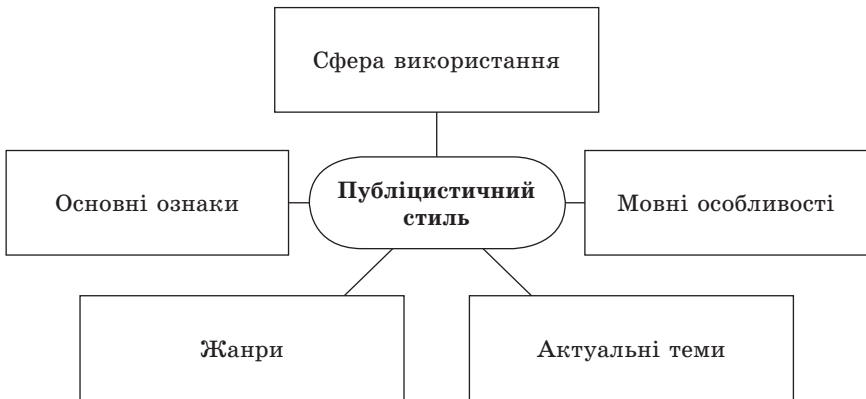 Сфера використання
Основні ознаки
Публіцистичний
стиль
Мовні особливості
Жанри
Актуальні теми